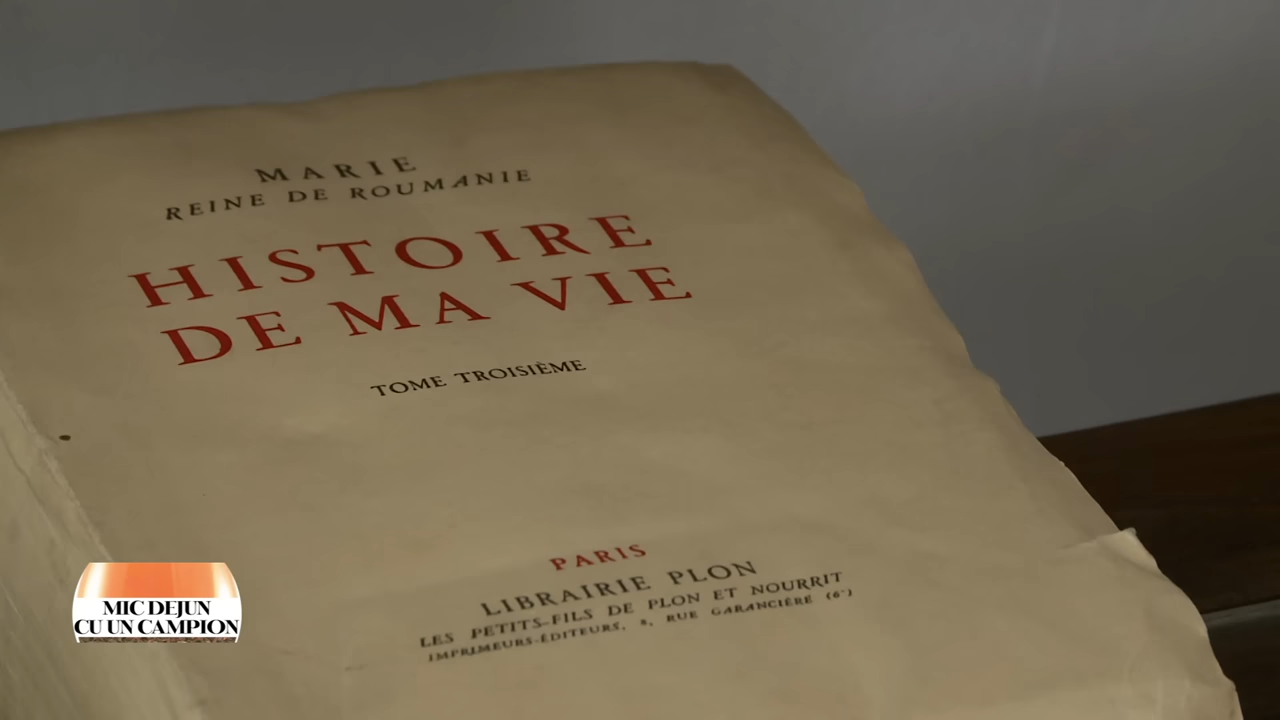 MARIE
REINE DE ROUMANIE
HISTOIRE
DE MA VIE
TOME TROISIÈME
PARIS
LIBRAIRIE PLON
LES PETITS-FILS DE PLON ET NOURRIT
IMPRIMEURS-ÉDITEURS, 8, RUE GARANCIÈRE (6ᵉ)
MIC DEJUN
CU UN CAMPION